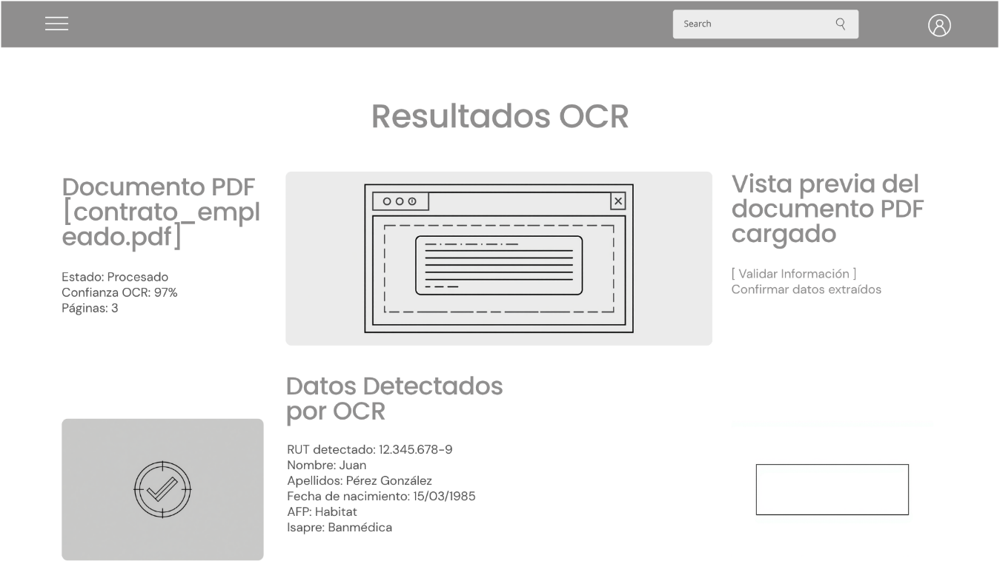 Search
Resultados OCR
Documento PDF
[contrato_empl
eado.pdf]
Estado: Procesado
Confianza OCR: 97%
Páginas: 3
Vista previa del
documento PDF
cargado
[ Validar Información ]
Confirmar datos extraídos
Datos Detectados
por OCR
RUT detectado: 12.345.678-9
Nombre: Juan
Apellidos: Pérez González
Fecha de nacimiento: 15/03/1985
AFP: Habitat
Isapre: Banmédica